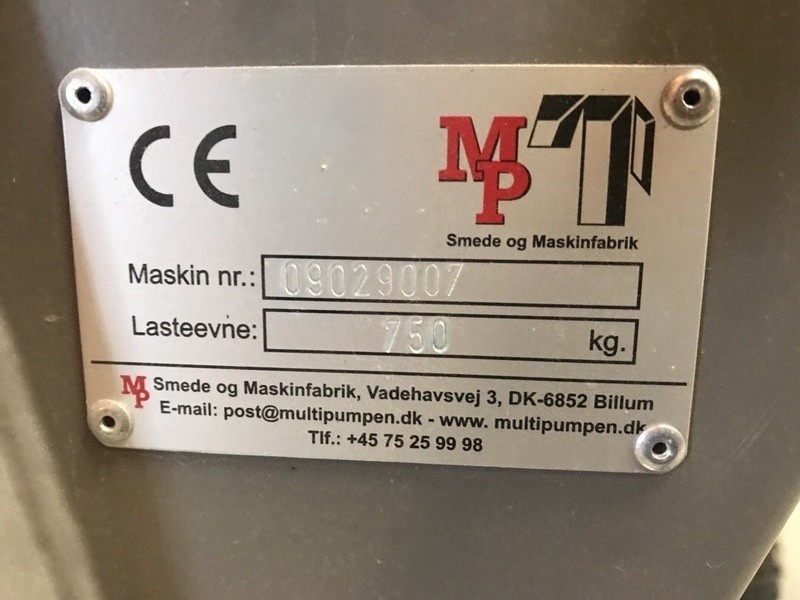 CE
MP
Smede og Maskinfabrik
Maskin nr.: 09029007
Lasteevne: 750 kg.
MP Smede og Maskinfabrik, Vadehavsvej 3, DK-6852 Billum
E-mail: post@multipumpen.dk - www. multipumpen.dk
Tlf.: +45 75 25 99 98